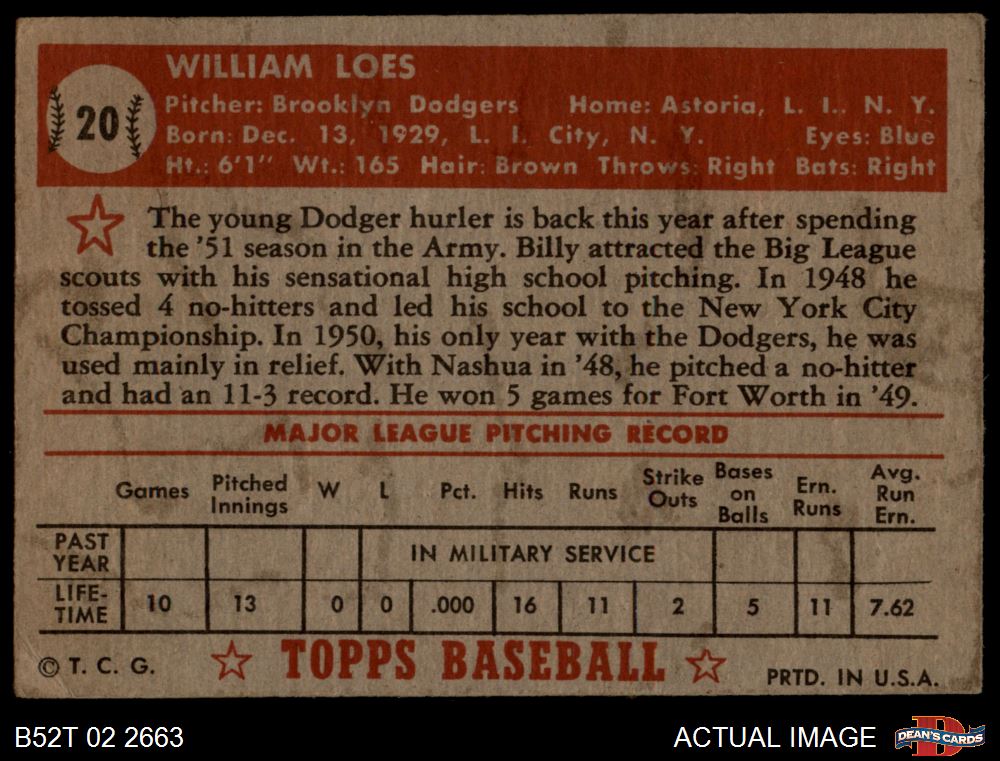 WILLIAM LOES
20
Pitcher: Brooklyn Dodgers Home: Astoria, L. I., N. Y.
Born: Dec. 13, 1929, L. I. City, N. Y. Eyes: Blue
Ht.: 6'1" Wt.: 165 Hair: Brown Throws: Right Bats: Right
The young Dodger hurler is back this year after spending
the '51 season in the Army. Billy attracted the Big League
scouts with his sensational high school pitching. In 1948 he
tossed 4 no-hitters and led his school to the New York City
Championship. In 1950, his only year with the Dodgers, he was
used mainly in relief. With Nashua in '48, he pitched a no-hitter
and had an 11-3 record. He won 5 games for Fort Worth in '49.
MAJOR LEAGUE PITCHING RECORD
Games Pitched Innings W L Pct. Hits Runs Strike Outs Bases on Balls Ern. Runs Avg. Run Ern.
PAST YEAR IN MILITARY SERVICE
LIFE-TIME 10 13 0 0 .000 16 11 2 5 11 7.62
© T. C. G. TOPPS BASEBALL PRTD. IN U.S.A.
B52T 02 2663 ACTUAL IMAGE DEAN'S CARDS